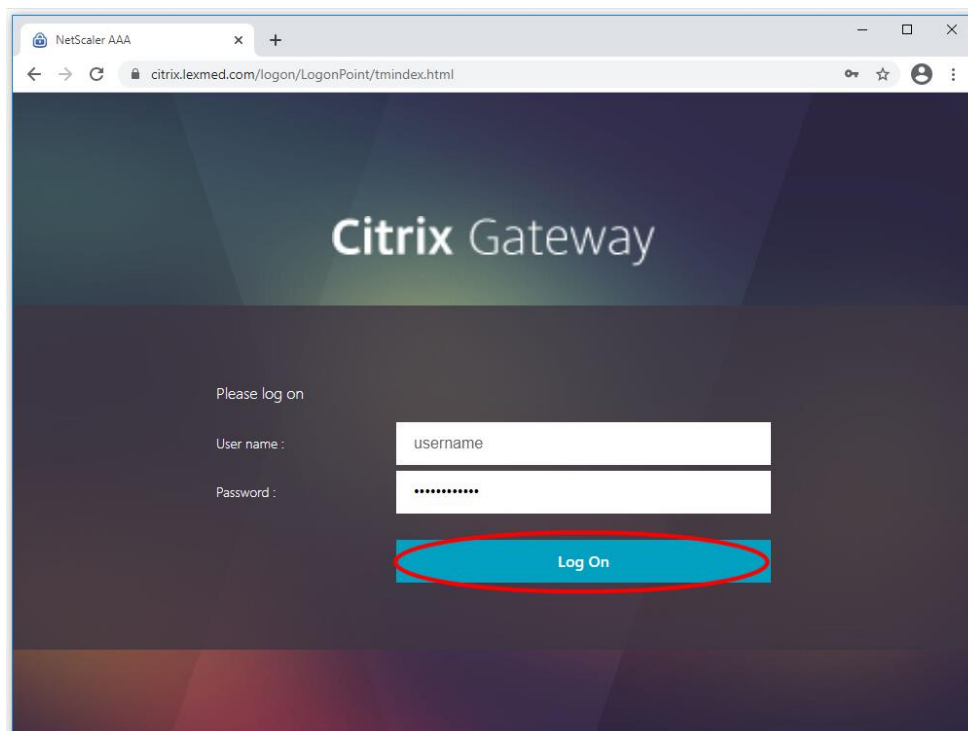 NetScaler AAA
citrix.lexmed.com/logon/LogonPoint/tmindex.html
Citrix Gateway
Please log on
User name :
username
Password :
••••••••••••
Log On